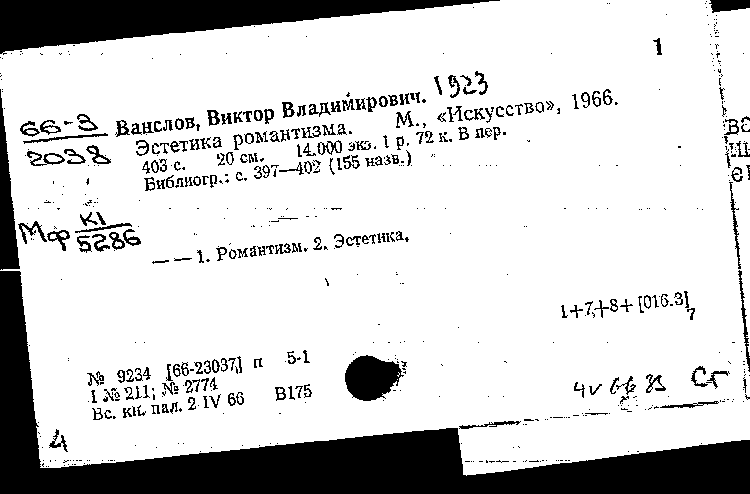 1
66-3 Ванслов, Виктор Владимирович. 1923
2038 Эстетика романтизма. М., «Искусство», 1966.
403 с. 20 см. 14.000 экз. 1 р. 72 к. В пер.
Библиогр.: с. 397—402 (155 назв.)
Мф К1
5286
— — 1. Романтизм. 2. Эстетика.
1+7,+8+ [016.3]
7
№ 9234 [66-23037] п 5-1
1 № 211; № 2774
Вс. кн. пал. 2 IV 66 В175
4